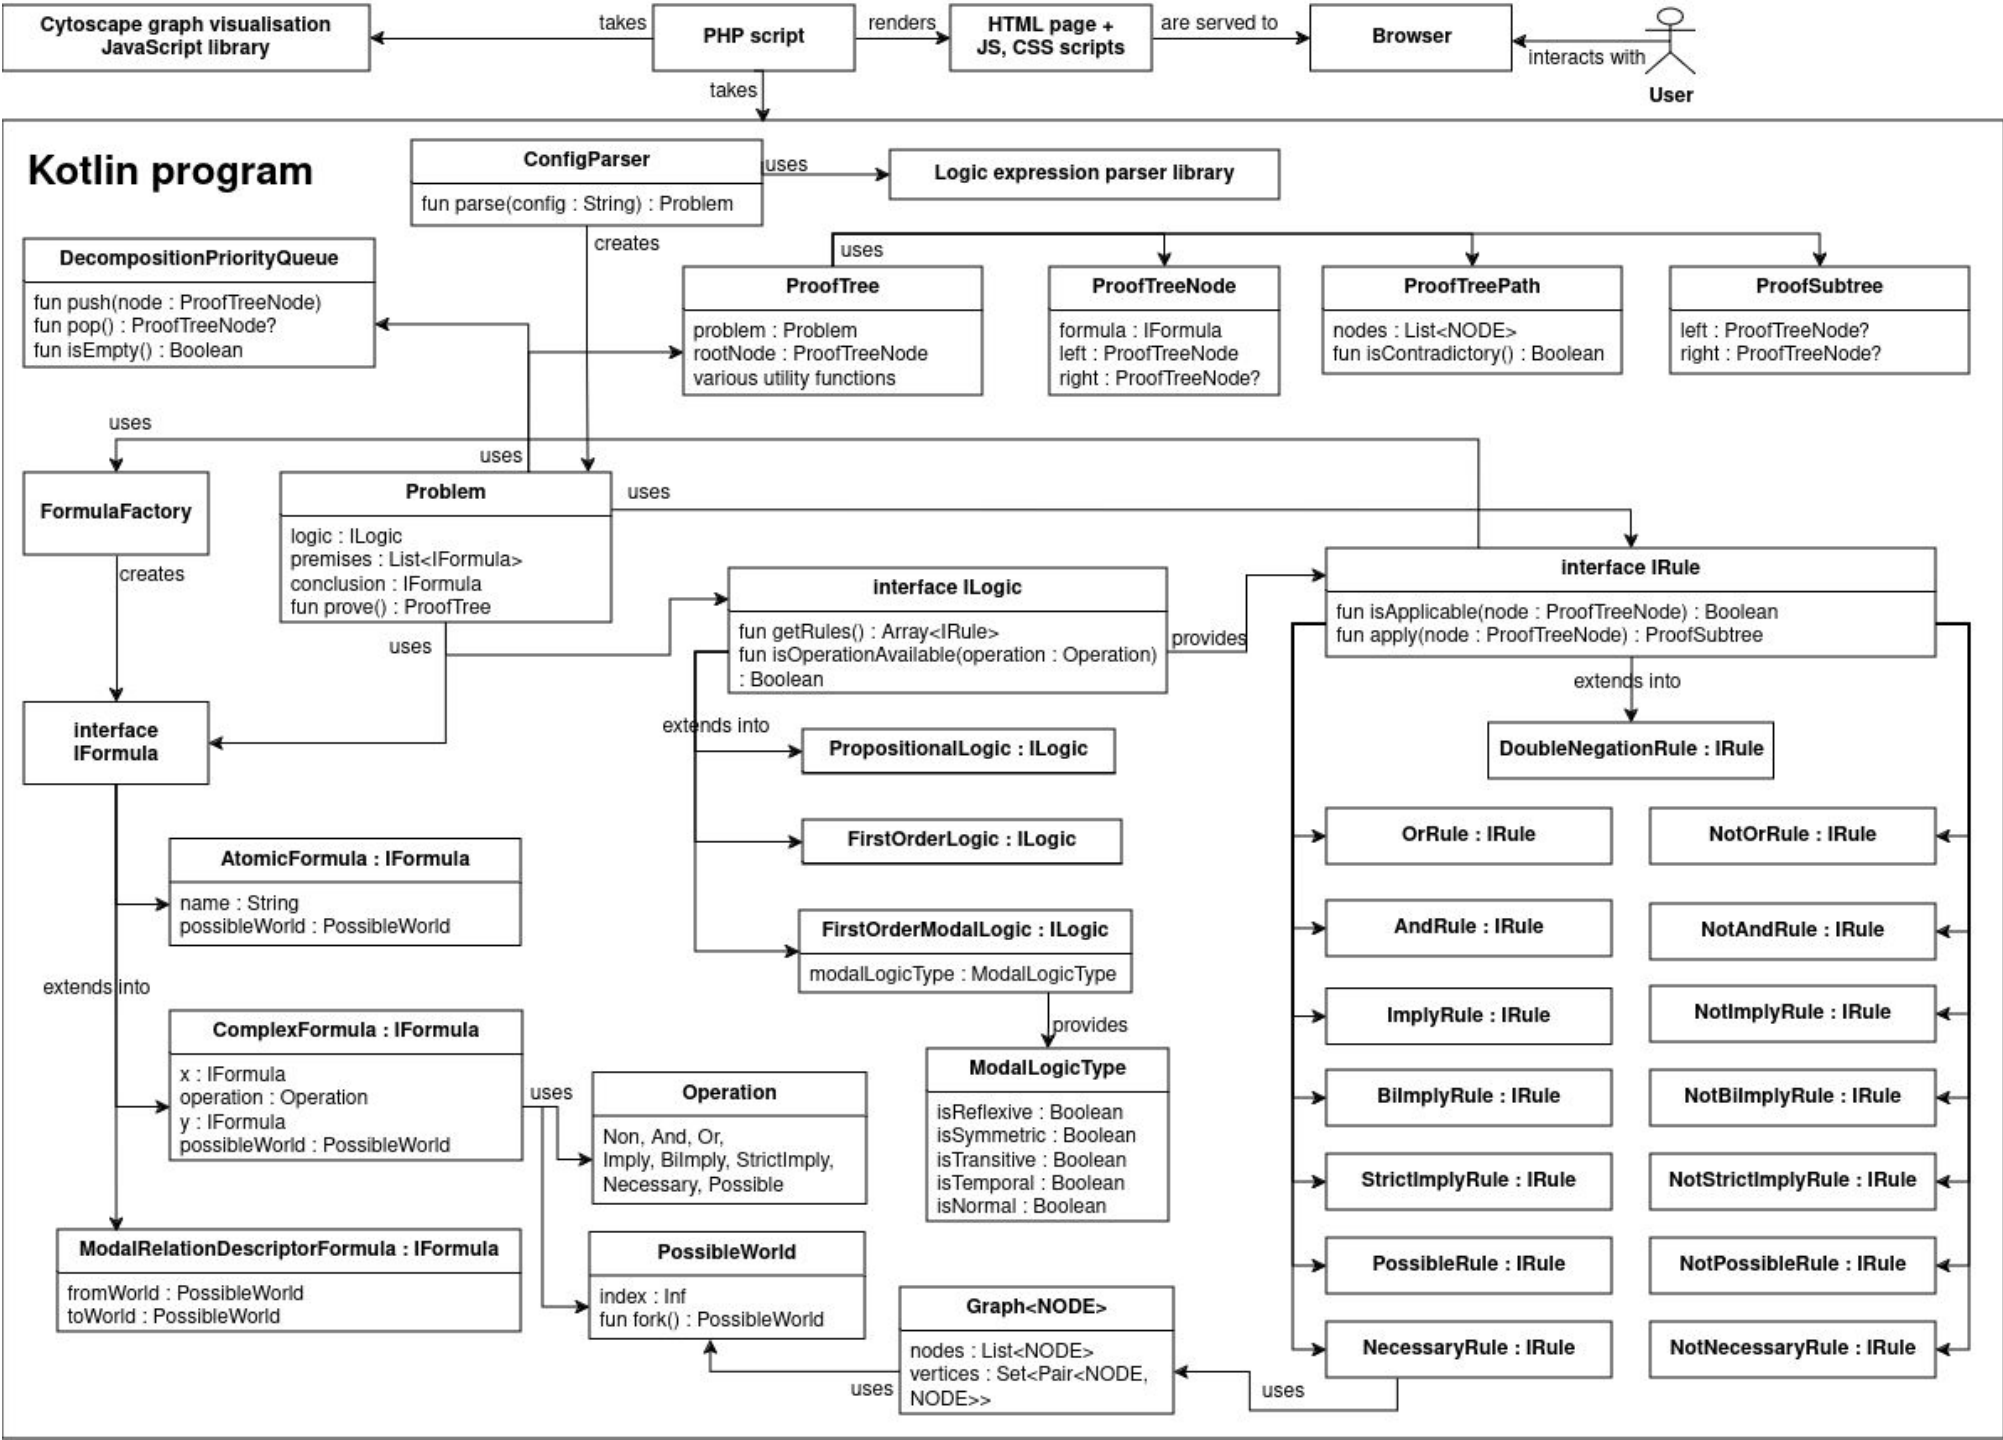 Cytoscape graph visualisation
JavaScript library
takes
PHP script
renders
HTML page +
JS, CSS scripts
are served to
Browser
interacts with
User
takes
Kotlin program
ConfigParser
fun parse(config : String) : Problem
uses
Logic expression parser library
creates
DecompositionPriorityQueue
fun push(node : ProofTreeNode)
fun pop() : ProofTreeNode?
fun isEmpty() : Boolean
uses
ProofTree
problem : Problem
rootNode : ProofTreeNode
various utility functions
ProofTreeNode
formula : IFormula
left : ProofTreeNode
right : ProofTreeNode?
ProofTreePath
nodes : List<NODE>
fun isContradictory() : Boolean
ProofSubtree
left : ProofTreeNode?
right : ProofTreeNode?
uses
uses
FormulaFactory
creates
Problem
logic : ILogic
premises : List<IFormula>
conclusion : IFormula
fun prove() : ProofTree
uses
uses
interface ILogic
fun getRules() : Array<IRule>
fun isOperationAvailable(operation : Operation)
: Boolean
provides
interface IRule
fun isApplicable(node : ProofTreeNode) : Boolean
fun apply(node : ProofTreeNode) : ProofSubtree
extends into
DoubleNegationRule : IRule
interface
IFormula
extends into
PropositionalLogic : ILogic
FirstOrderLogic : ILogic
FirstOrderModalLogic : ILogic
modalLogicType : ModalLogicType
provides
ModalLogicType
isReflexive : Boolean
isSymmetric : Boolean
isTransitive : Boolean
isTemporal : Boolean
isNormal : Boolean
AtomicFormula : IFormula
name : String
possibleWorld : PossibleWorld
extends into
ComplexFormula : IFormula
x : IFormula
operation : Operation
y : IFormula
possibleWorld : PossibleWorld
uses
Operation
Non, And, Or,
Imply, BiImply, StrictImply,
Necessary, Possible
ModalRelationDescriptorFormula : IFormula
fromWorld : PossibleWorld
toWorld : PossibleWorld
PossibleWorld
index : Inf
fun fork() : PossibleWorld
uses
Graph<NODE>
nodes : List<NODE>
vertices : Set<Pair<NODE,
NODE>>
uses
OrRule : IRule
NotOrRule : IRule
AndRule : IRule
NotAndRule : IRule
ImplyRule : IRule
NotImplyRule : IRule
BiImplyRule : IRule
NotBiImplyRule : IRule
StrictImplyRule : IRule
NotStrictImplyRule : IRule
PossibleRule : IRule
NotPossibleRule : IRule
NecessaryRule : IRule
NotNecessaryRule : IRule